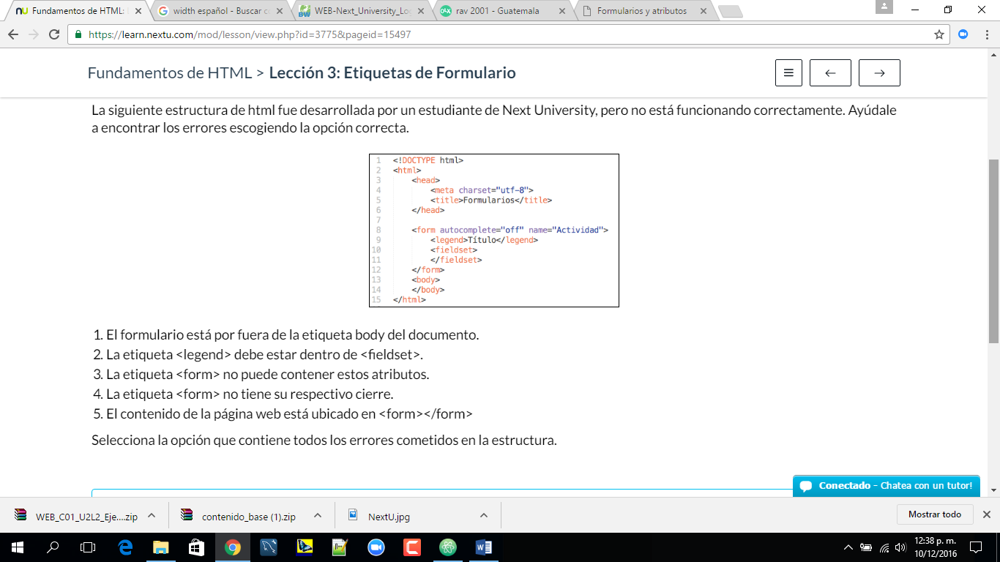 Fundamentos de HTML:
width español - Buscar c
WEB-Next_University_Lo
rav 2001 - Guatemala
Formularios y atributos
https://learn.nextu.com/mod/lesson/view.php?id=3775&pageid=15497
Fundamentos de HTML > Lección 3: Etiquetas de Formulario
La siguiente estructura de html fue desarrollada por un estudiante de Next University, pero no está funcionando correctamente. Ayúdale
a encontrar los errores escogiendo la opción correcta.
1 <!DOCTYPE html>
2 <html>
3 <head>
4 <meta charset="utf-8">
5 <title>Formularios</title>
6 </head>
7
8 <form autocomplete="off" name="Actividad">
9 <legend>Título</legend>
10 <fieldset>
11 </fieldset>
12 </form>
13 <body>
14 </body>
15 </html>
1. El formulario está por fuera de la etiqueta body del documento.
2. La etiqueta <legend> debe estar dentro de <fieldset>.
3. La etiqueta <form> no puede contener estos atributos.
4. La etiqueta <form> no tiene su respectivo cierre.
5. El contenido de la página web está ubicado en <form></form>
Selecciona la opción que contiene todos los errores cometidos en la estructura.
Conectado - Chatea con un tutor!
WEB_C01_U2L2_Eje....zip
contenido_base (1).zip
NextU.jpg
Mostrar todo
12:38 p. m.
10/12/2016